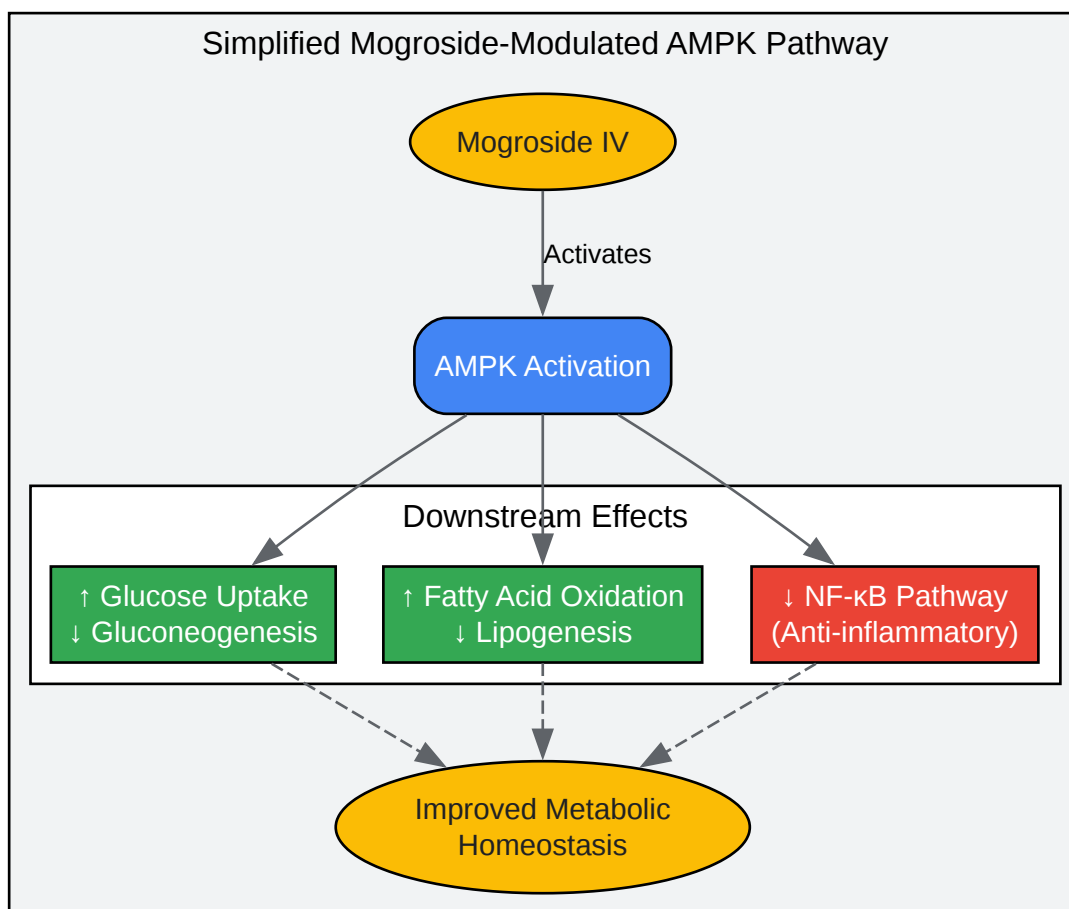 Simplified Mogroside-Modulated AMPK Pathway
Mogroside IV
Activates
AMPK Activation
Downstream Effects
↑ Glucose Uptake
↓ Gluconeogenesis
↑ Fatty Acid Oxidation
↓ Lipogenesis
↓ NF-κB Pathway
(Anti-inflammatory)
Improved Metabolic
Homeostasis